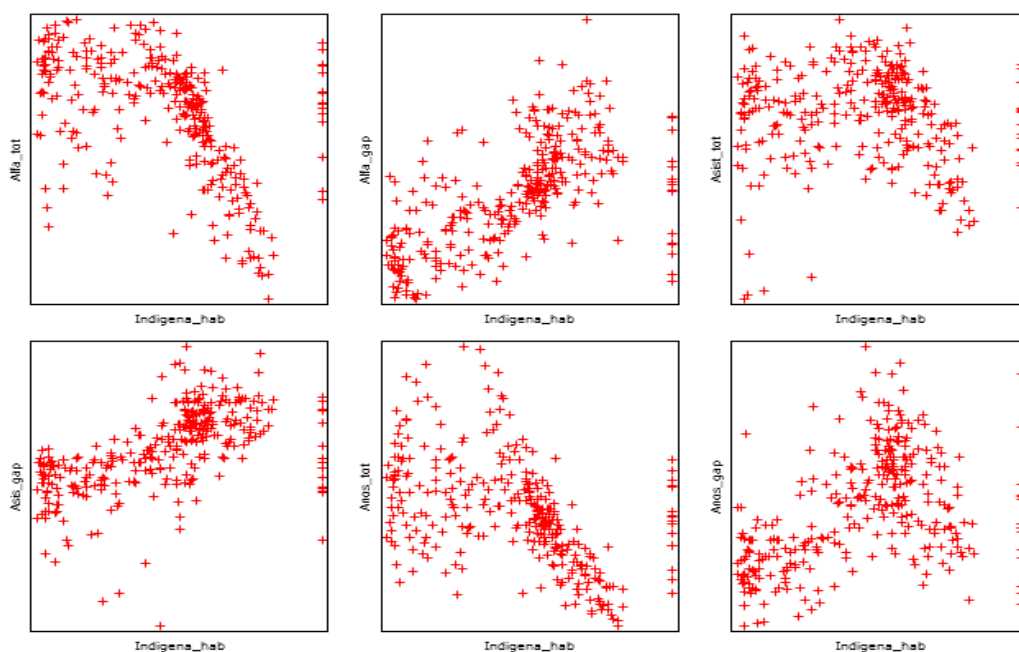 Alfa_tot
Indigena_hab
Alfa_gap
Indigena_hab
Asist_tot
Indigena_hab
Asis_gap
Indigena_hab
Anos_tot
Indigena_hab
Anos_gap
Indigena_hab